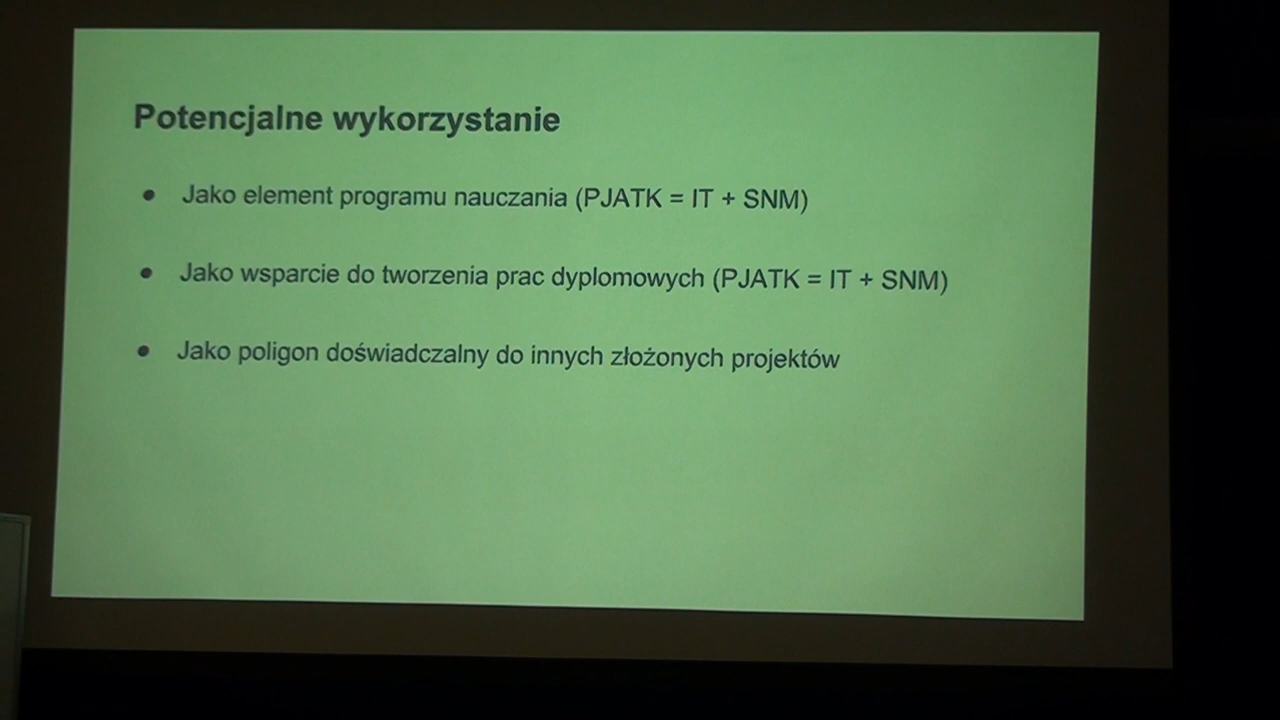 Potencjalne wykorzystanie
● Jako element programu nauczania (PJATK = IT + SNM)
● Jako wsparcie do tworzenia prac dyplomowych (PJATK = IT + SNM)
● Jako poligon doświadczalny do innych złożonych projektów